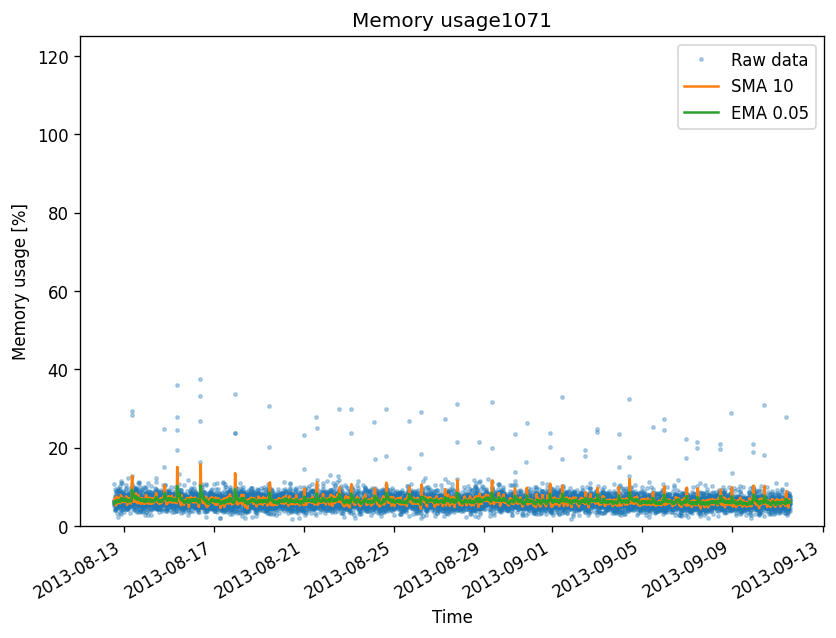 Memory usage1071
Raw data
SMA 10
EMA 0.05
Memory usage [%]
120
100
80
60
40
20
0
2013-08-13
2013-08-17
2013-08-21
2013-08-25
2013-08-29
2013-09-01
2013-09-05
2013-09-09
2013-09-13
Time